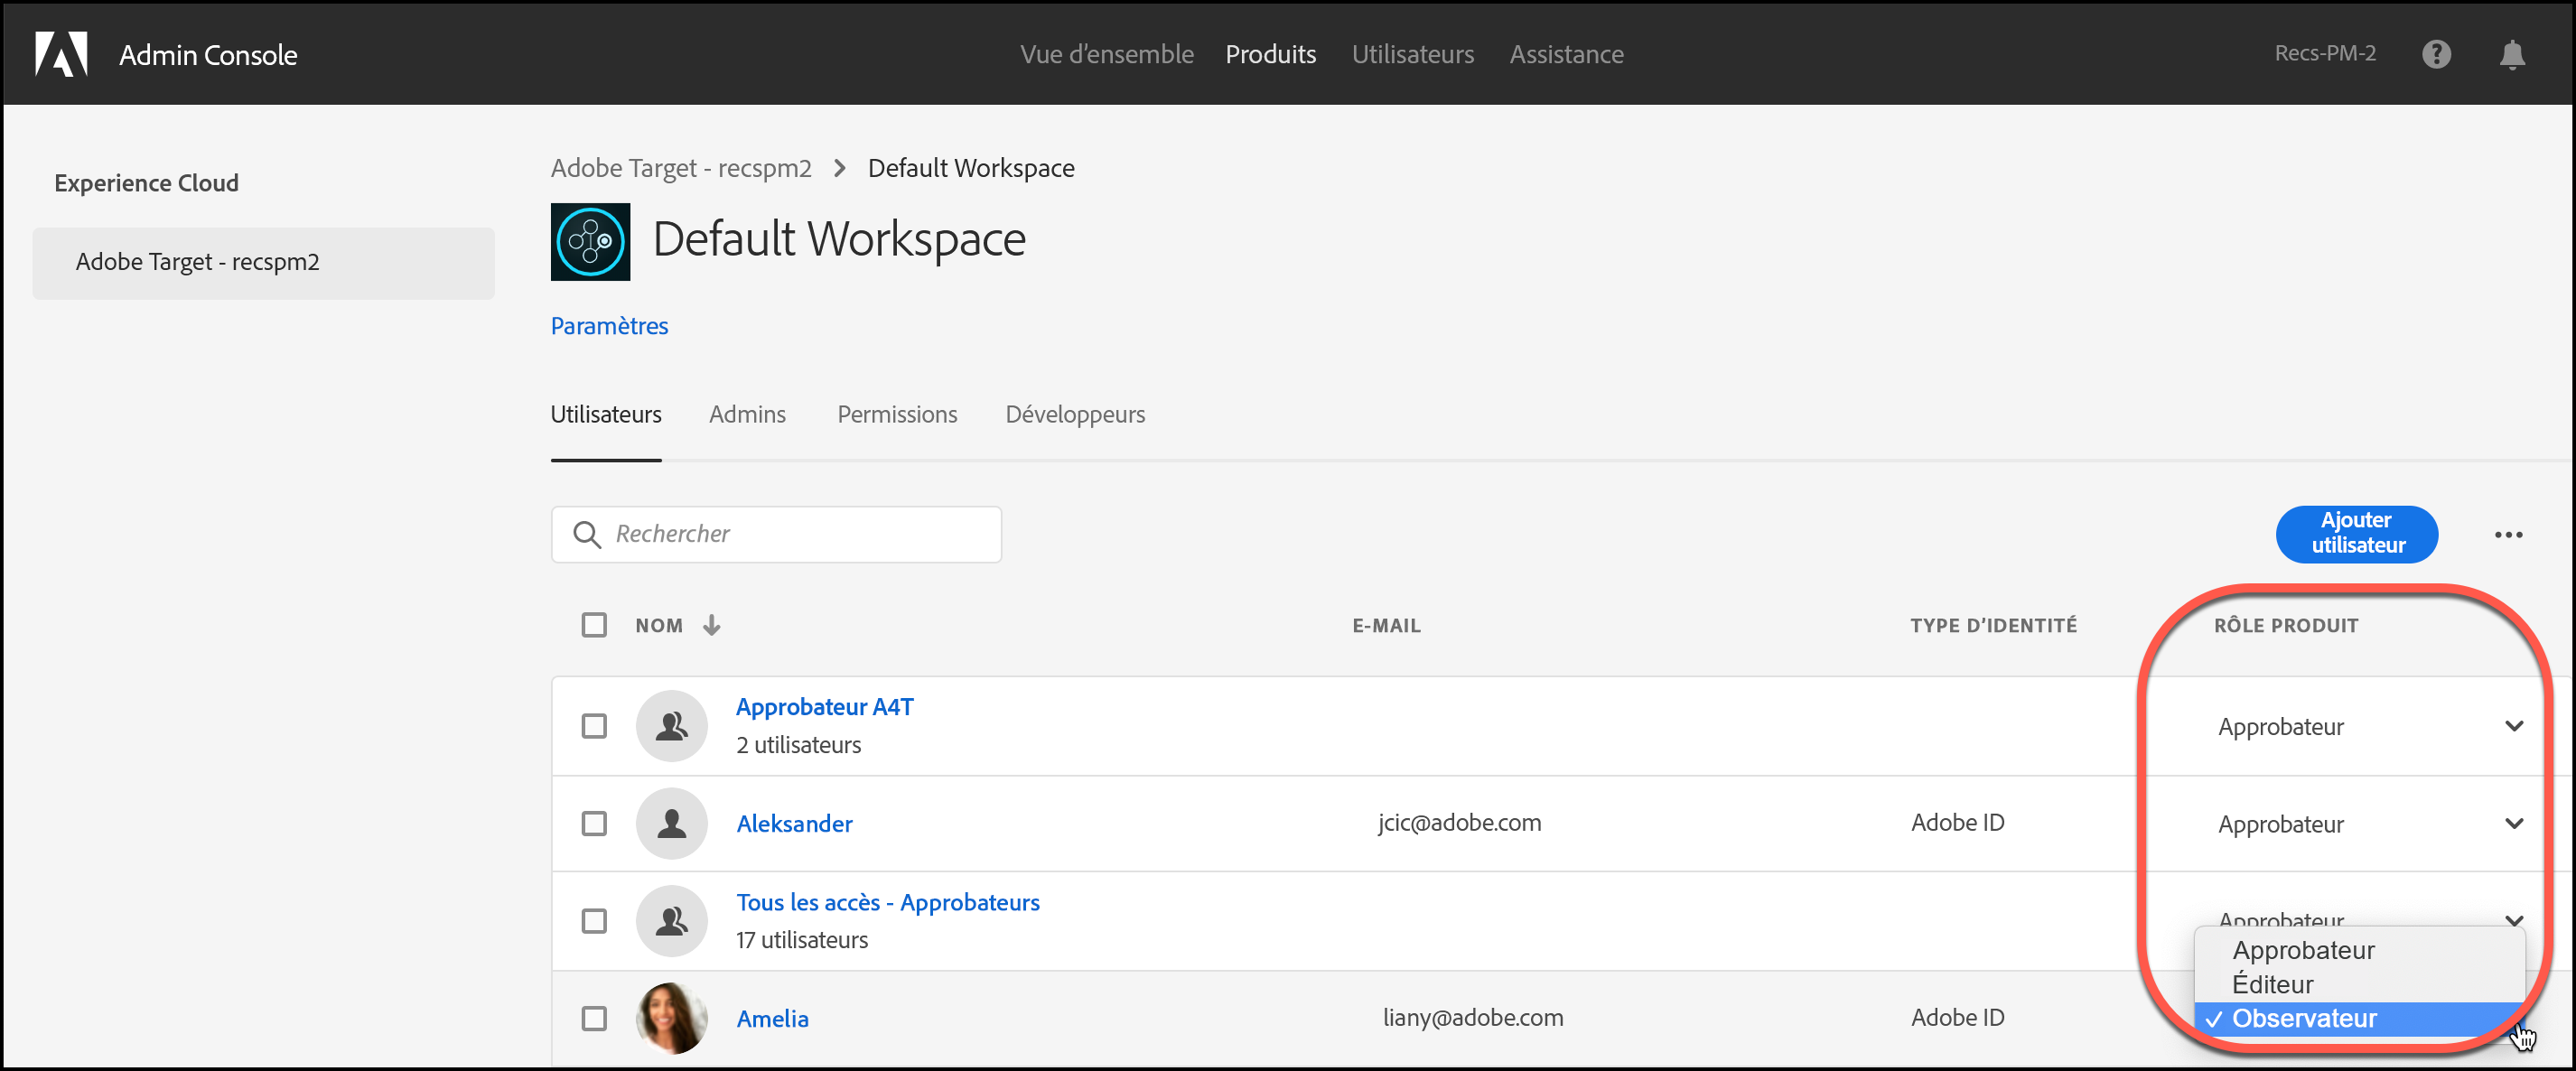 Admin Console
Vue d’ensemble Produits Utilisateurs Assistance
Recs-PM-2
Experience Cloud
Adobe Target - recspm2
Adobe Target - recspm2 > Default Workspace
Default Workspace
Paramètres
Utilisateurs Admins Permissions Développeurs
Rechercher
Ajouter
utilisateur
NOM E-MAIL TYPE D’IDENTITÉ RÔLE PRODUIT
Approbateur A4T
2 utilisateurs
Approbateur
Aleksander jcic@adobe.com Adobe ID Approbateur
Tous les accès - Approbateurs
17 utilisateurs
Approbateur
Amelia liany@adobe.com Adobe ID
Approbateur
Éditeur
Observateur